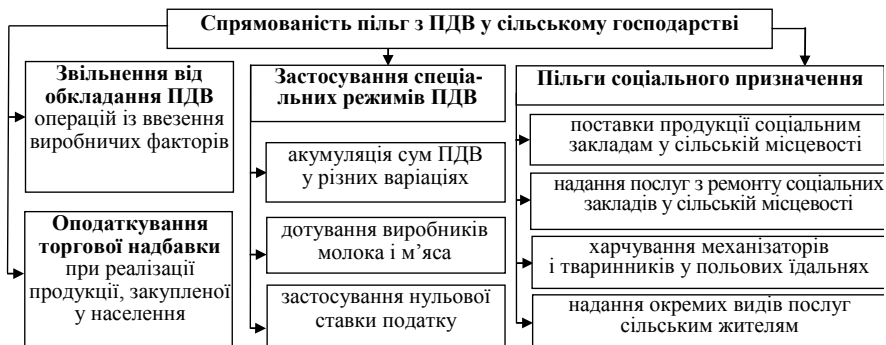 Спрямованість пільг з ПДВ у сільському господарстві
Звільнення від
обкладання ПДВ
операцій із ввезення
виробничих факторів
Оподаткування
торгової надбавки
при реалізації
продукції, закупленої
у населення
Застосування спеціа-
льних режимів ПДВ
акумуляція сум ПДВ
у різних варіаціях
дотування виробників
молока і м’яса
застосування нульової
ставки податку
Пільги соціального призначення
поставки продукції соціальним
закладам у сільській місцевості
надання послуг з ремонту соціальних
закладів у сільській місцевості
харчування механізаторів
і тваринників у польових їдальнях
надання окремих видів послуг
сільським жителям